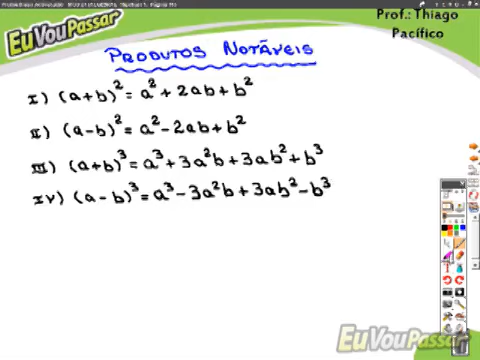 Prof.: Thiago
Pacífico
EuVouPassar
PRODUTOS NOTÁVEIS
I) (a+b)² = a² + 2ab + b²
II) (a-b)² = a² - 2ab + b²
III) (a+b)³ = a³ + 3a²b + 3ab² + b³
IV) (a-b)³ = a³ - 3a²b + 3ab² - b³
EuVouPassar